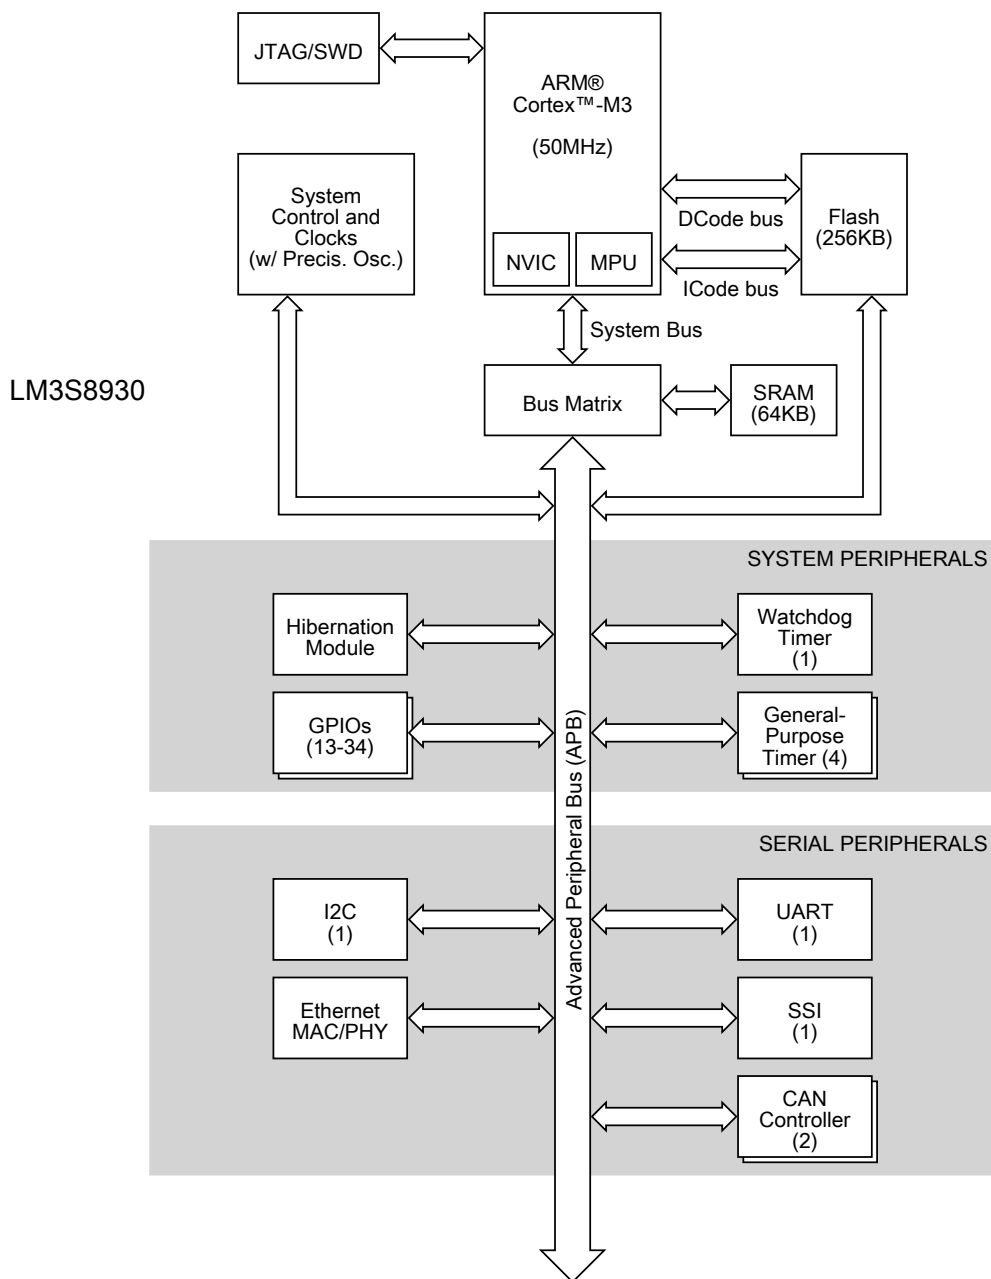 JTAG/SWD
ARM®
Cortex™-M3
(50MHz)
System
Control and
Clocks
(w/ Precis. Osc.)
NVIC
MPU
DCode bus
ICode bus
Flash
(256KB)
System Bus
LM3S8930
Bus Matrix
SRAM
(64KB)
SYSTEM PERIPHERALS
Hibernation
Module
Watchdog
Timer
(1)
GPIOs
(13-34)
General-
Purpose
Timer (4)
Advanced Peripheral Bus (APB)
SERIAL PERIPHERALS
I2C
(1)
UART
(1)
Ethernet
MAC/PHY
SSI
(1)
CAN
Controller
(2)